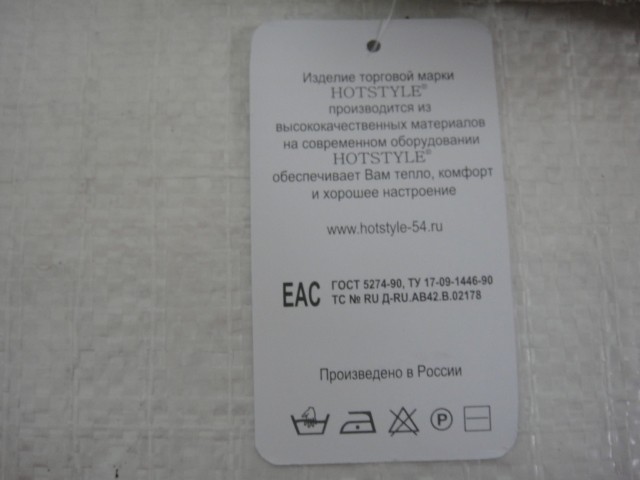 Изделие торговой марки
HOTSTYLE®
производится из
высококачественных материалов
на современном оборудовании
HOTSTYLE®
обеспечивает Вам тепло, комфорт
и хорошее настроение
www.hotstyle-54.ru
ЕАС ГОСТ 5274-90, ТУ 17-09-1446-90
ТС № RU Д-RU.АВ42.В.02178
Произведено в России
P